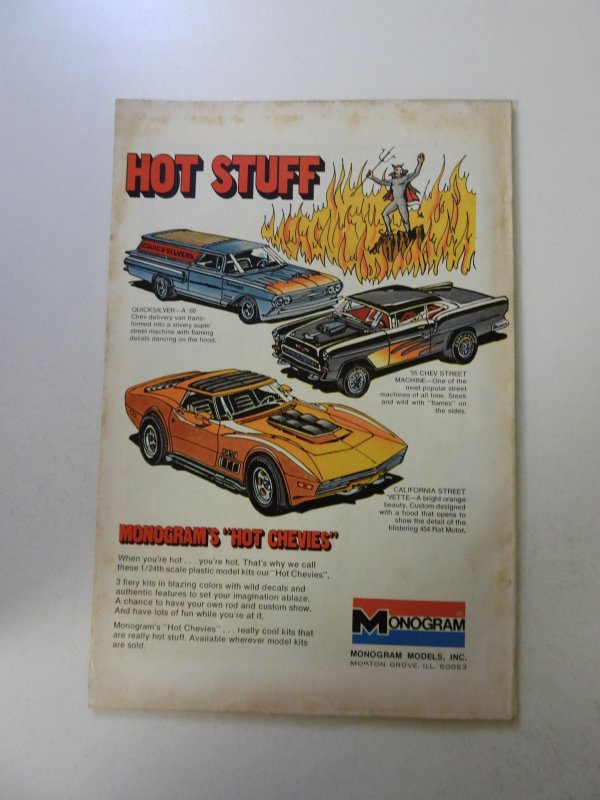 HOT STUFF
"QUICKSILVERS"
QUICKSILVER—A '60
Chev delivery van trans-
formed into a silvery super
street machine with flaming
decals dancing on the hood.
'55 CHEV STREET
MACHINE—One of the
most popular street
machines of all time. Sleek
and wild with "flames" on
the sides.
CALIFORNIA STREET
'VETTE—A bright orange
beauty. Custom designed
with a hood that opens to
show the detail of the
blistering 454 Rat Motor.
MONOGRAM'S "HOT CHEVIES"
When you're hot . . . you're hot. That's why we call
these 1/24th scale plastic model kits our "Hot Chevies".
3 fiery kits in blazing colors with wild decals and
authentic features to set your imagination ablaze.
A chance to have your own rod and custom show.
And have lots of fun while you're at it.
Monogram's "Hot Chevies" . . . really cool kits that
are really hot stuff. Available wherever model kits
are sold.
MONOGRAM®
MONOGRAM MODELS, INC.
MORTON GROVE, ILL. 60053